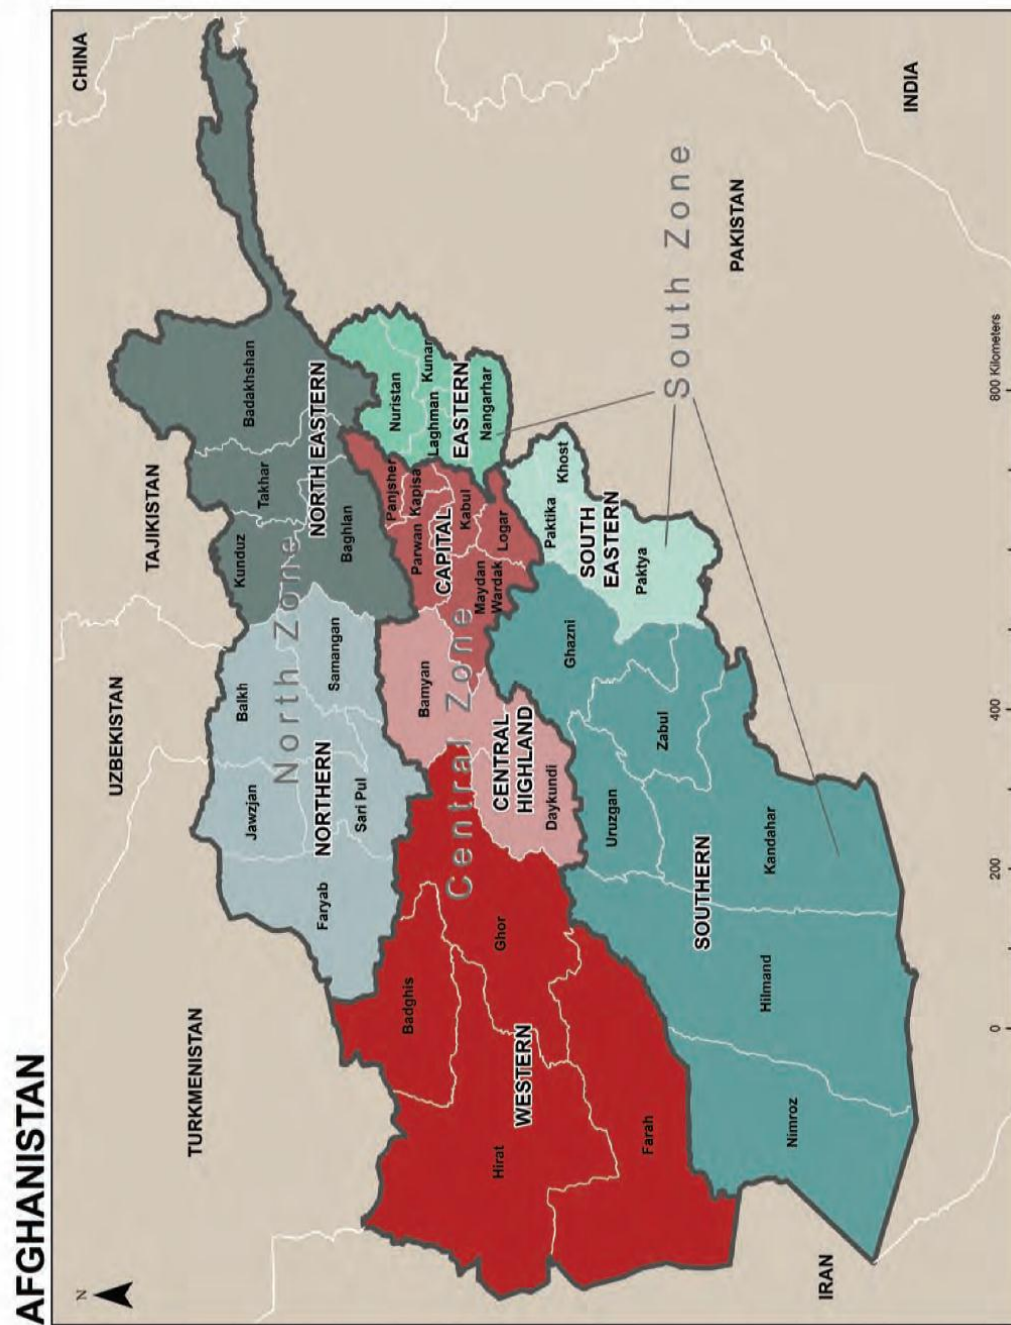 AFGHANISTAN
N
TURKMENISTAN
UZBEKISTAN
TAJIKISTAN
CHINA
IRAN
PAKISTAN
INDIA
North Zone
Central Zone
South Zone
NORTHERN
Faryab
Jawzjan
Balkh
Sari Pul
Samangan
NORTH EASTERN
Kunduz
Takhar
Badakhshan
Baghlan
WESTERN
Badghis
Hirat
Ghor
Farah
CENTRAL
HIGHLAND
Bamyan
Daykundi
CAPITAL
Panjsher
Parwan
Kapisa
Kabul
Maydan
Wardak
Logar
EASTERN
Nuristan
Kunar
Laghman
Nangarhar
SOUTH
EASTERN
Paktika
Khost
Paktya
SOUTHERN
Ghazni
Uruzgan
Zabul
Nimroz
Hilmand
Kandahar
0
200
400
800 Kilometers